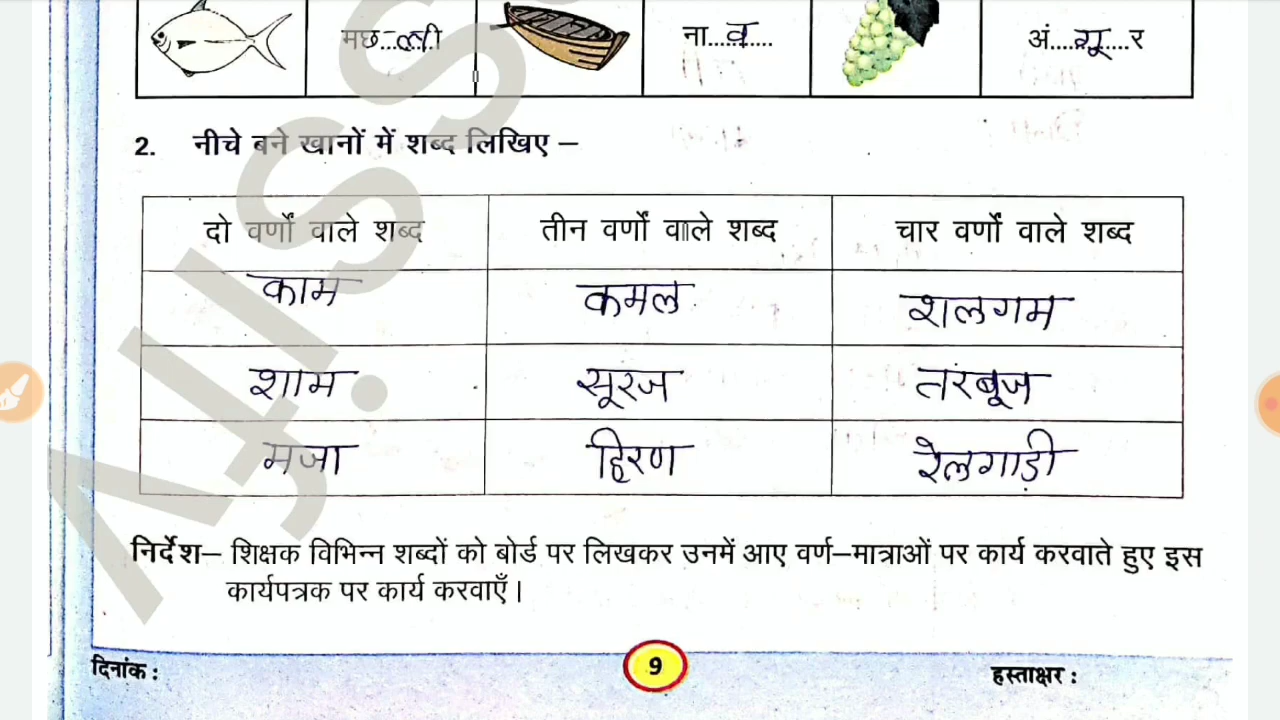 मछ...ली ना...व.... अं....गू....र
2. नीचे बने खानों में शब्द लिखिए –
दो वर्णों वाले शब्द तीन वर्णों वाले शब्द चार वर्णों वाले शब्द
काम कमल शलगम
शाम सूरज तरबूज
मजा हिरण रेलगाड़ी
निर्देश– शिक्षक विभिन्न शब्दों को बोर्ड पर लिखकर उनमें आए वर्ण–मात्राओं पर कार्य करवाते हुए इस
कार्यपत्रक पर कार्य करवाएँ।
दिनांक : 9 हस्ताक्षर :